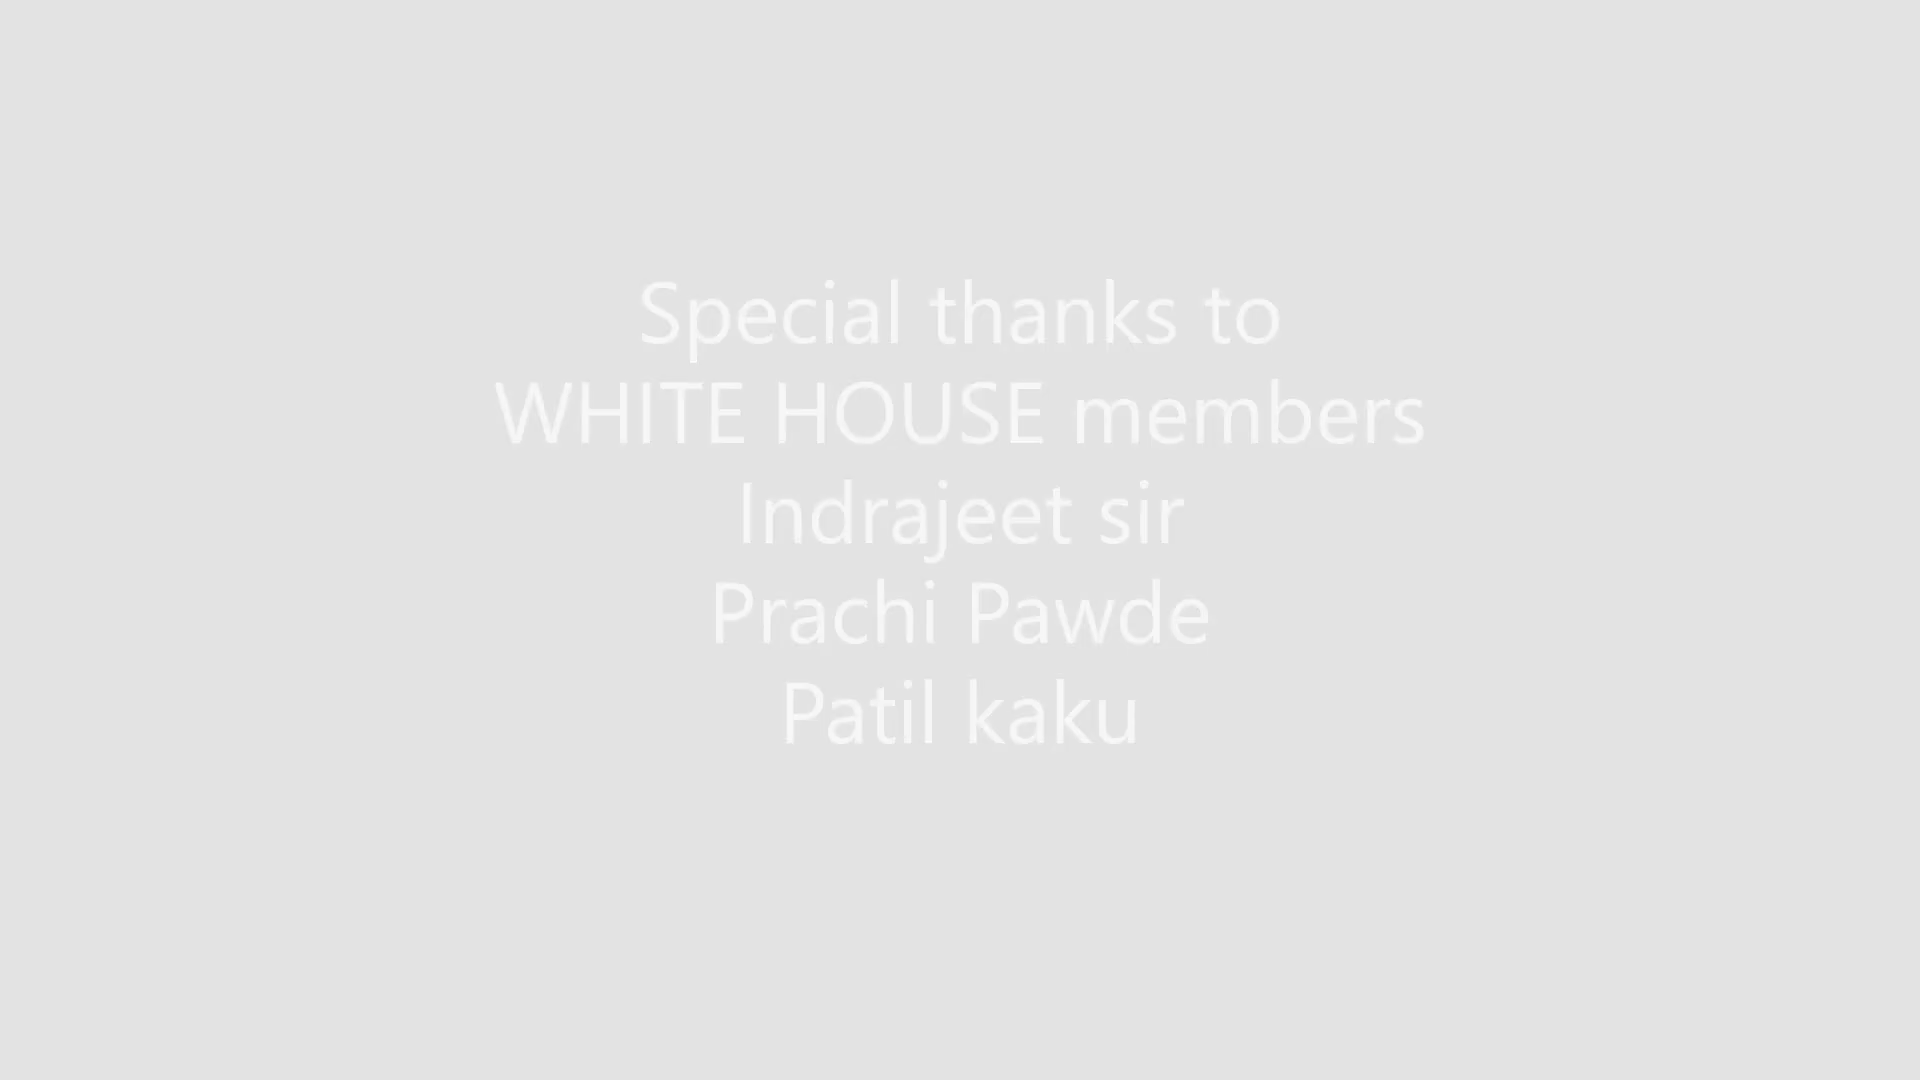 Special thanks to
WHITE HOUSE members
Indrajeet sir
Prachi Pawde
Patil kaku